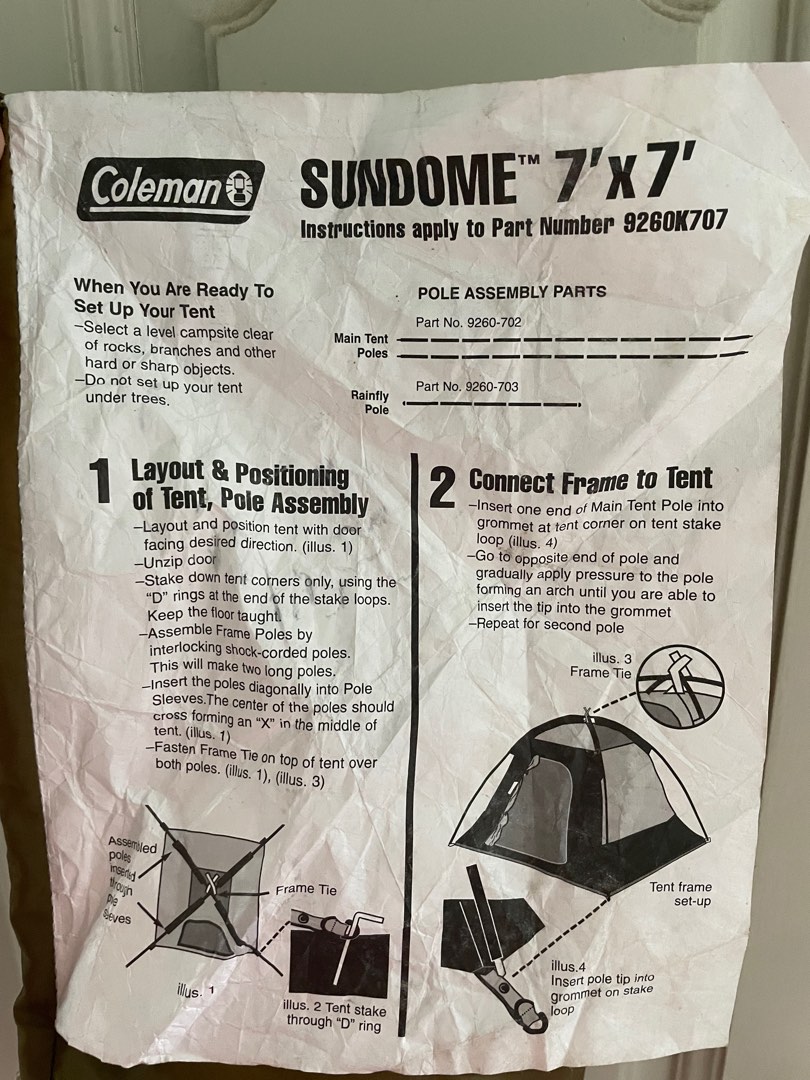 Coleman
SUNDOME™ 7'x7'
Instructions apply to Part Number 9260K707
When You Are Ready To
Set Up Your Tent
–Select a level campsite clear
of rocks, branches and other
hard or sharp objects.
–Do not set up your tent
under trees.
POLE ASSEMBLY PARTS
Part No. 9260-702
Main Tent
Poles
Part No. 9260-703
Rainfly
Pole
1 Layout & Positioning
of Tent, Pole Assembly
–Layout and position tent with door
facing desired direction. (illus. 1)
–Unzip door
–Stake down tent corners only, using the
“D” rings at the end of the stake loops.
Keep the floor taught.
–Assemble Frame Poles by
interlocking shock-corded poles.
This will make two long poles.
–Insert the poles diagonally into Pole
Sleeves.The center of the poles should
cross forming an “X” in the middle of
tent. (illus. 1)
–Fasten Frame Tie on top of tent over
both poles. (illus. 1), (illus. 3)
Assembled
poles
inserted
through
pole
sleeves
Frame Tie
illus. 1
illus. 2 Tent stake
through “D” ring
2 Connect Frame to Tent
–Insert one end of Main Tent Pole into
grommet at tent corner on tent stake
loop (illus. 4)
–Go to opposite end of pole and
gradually apply pressure to the pole
forming an arch until you are able to
insert the tip into the grommet
–Repeat for second pole
illus. 3
Frame Tie
Tent frame
set-up
illus.4
Insert pole tip into
grommet on stake
loop